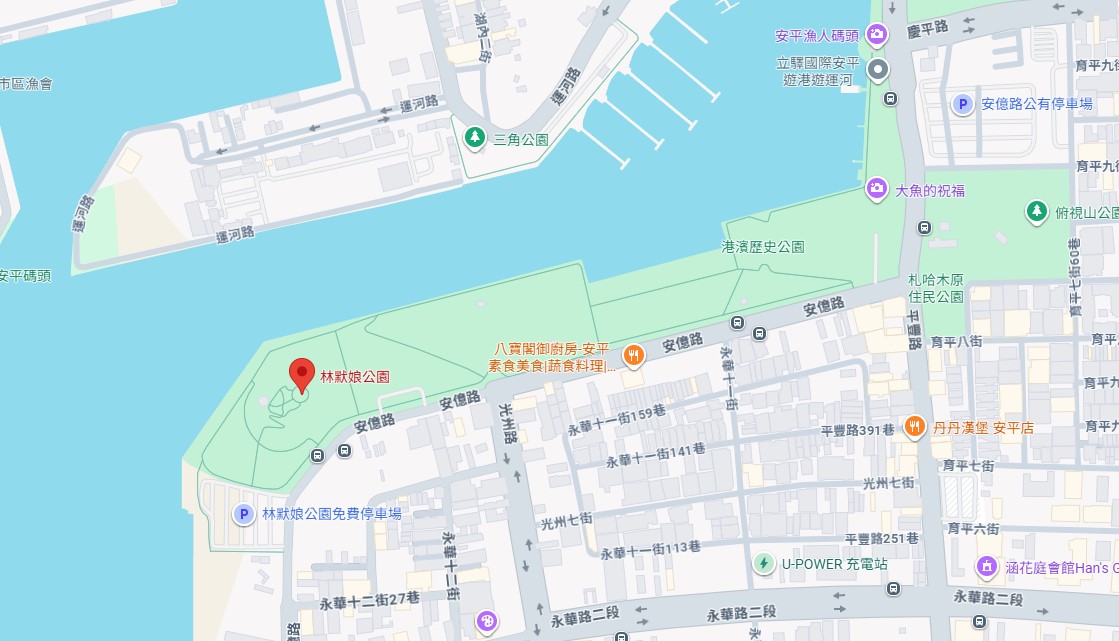 湖內二街
安平漁人碼頭
慶平路
立驛國際安平
遊港遊運河
育平九街
市區漁會
運河路
運河路
安億路公有停車場
三角公園
育平九街
大魚的祝福
俯視山公園
運河路
運河路
港濱歷史公園
育平七街60巷
安平碼頭
札哈木原
住民公園
安億路
平豐路
育平八街
八寶閣御廚房-安平
素食美食|蔬食料理|...
安億路
永華十一街
林默娘公園
安億路
光州路
安億路
永華十一街159巷
平豐路391巷
丹丹漢堡 安平店
永華十一街141巷
育平七街
光州七街
林默娘公園免費停車場
光州七街
育平六街
永華十二街
永華十一街113巷
平豐路251巷
U-POWER 充電站
涵花庭會館Han's G
永華十二街27巷
永華路二段
永華路二段
永華路二段